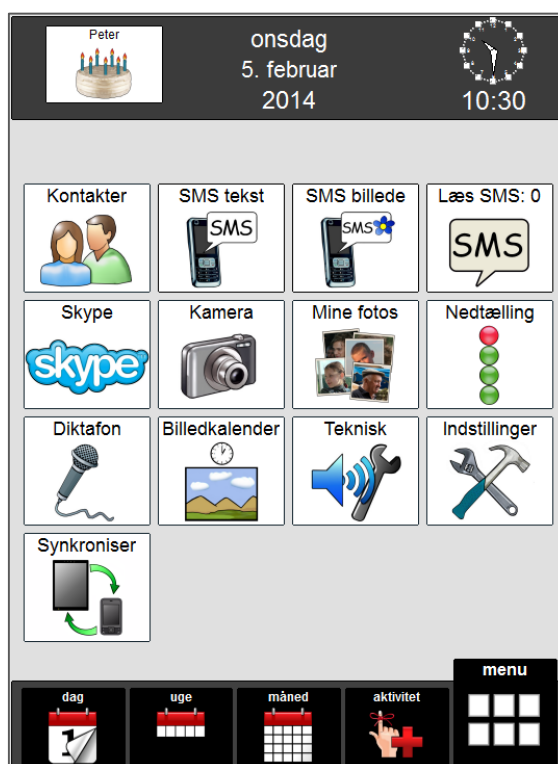 Peter
onsdag
5. februar
2014
10:30
Kontakter
SMS tekst
SMS billede
Læs SMS: 0
SMS
SMS
SMS
Skype
Kamera
Mine fotos
Nedtælling
skype
Diktafon
Billedkalender
Teknisk
Indstillinger
Synkroniser
menu
dag
uge
måned
aktivitet
1